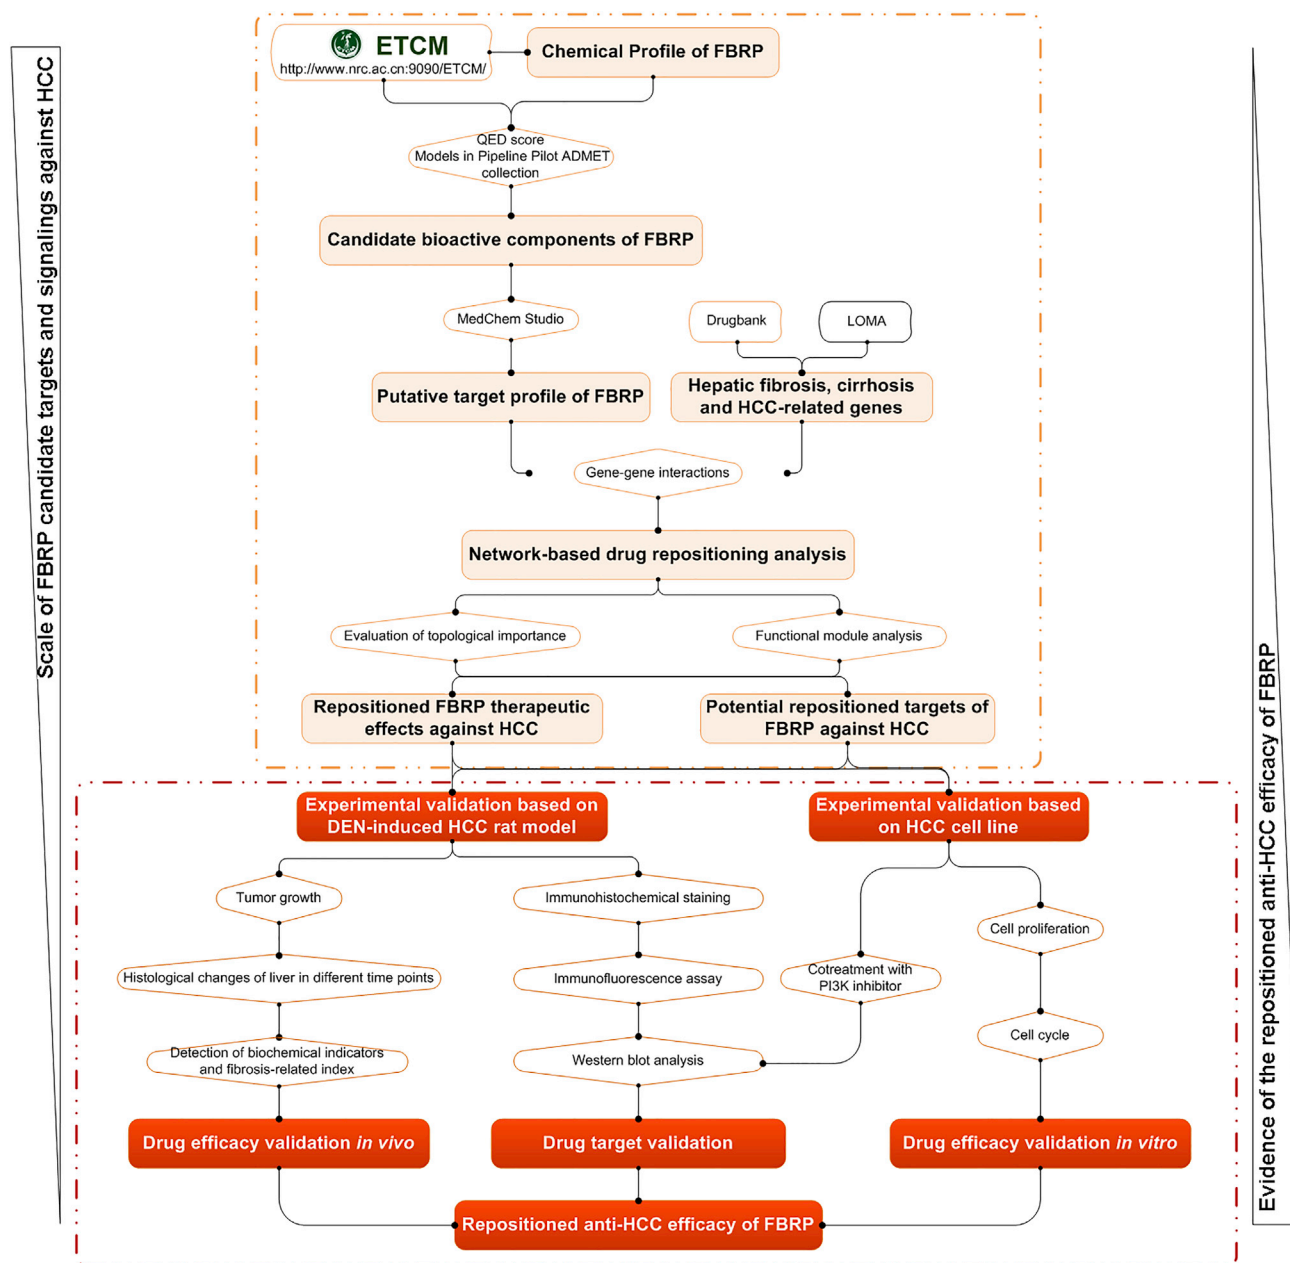 ETCM
http://www.nrc.ac.cn:9090/ETCM/
Chemical Profile of FBRP
QED score
Models in Pipeline Pilot ADMET
collection
Candidate bioactive components of FBRP
MedChem Studio
Drugbank
LOMA
Putative target profile of FBRP
Hepatic fibrosis, cirrhosis
and HCC-related genes
Gene-gene interactions
Network-based drug repositioning analysis
Evaluation of topological importance
Functional module analysis
Repositioned FBRP therapeutic
effects against HCC
Potential repositioned targets of
FBRP against HCC
Experimental validation based on
DEN-induced HCC rat model
Experimental validation based
on HCC cell line
Tumor growth
Immunohistochemical staining
Cell proliferation
Histological changes of liver in different time points
Immunofluorescence assay
Cotreatment with
PI3K inhibitor
Cell cycle
Detection of biochemical indicators
and fibrosis-related index
Western blot analysis
Drug efficacy validation in vivo
Drug target validation
Drug efficacy validation in vitro
Repositioned anti-HCC efficacy of FBRP
Scale of FBRP candidate targets and signalings against HCC
Evidence of the repositioned anti-HCC efficacy of FBRP